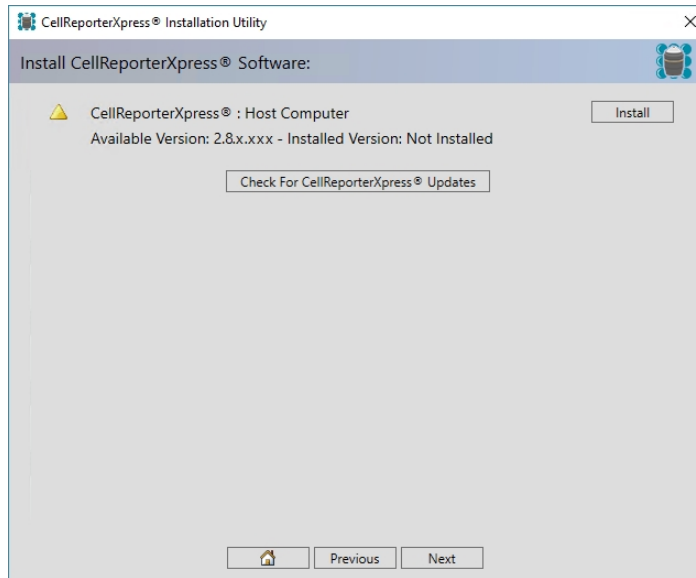 CellReporterXpress® Installation Utility
Install CellReporterXpress® Software:
CellReporterXpress® : Host Computer
Install
Available Version: 2.8.x.xxx - Installed Version: Not Installed
Check For CellReporterXpress® Updates
Previous
Next